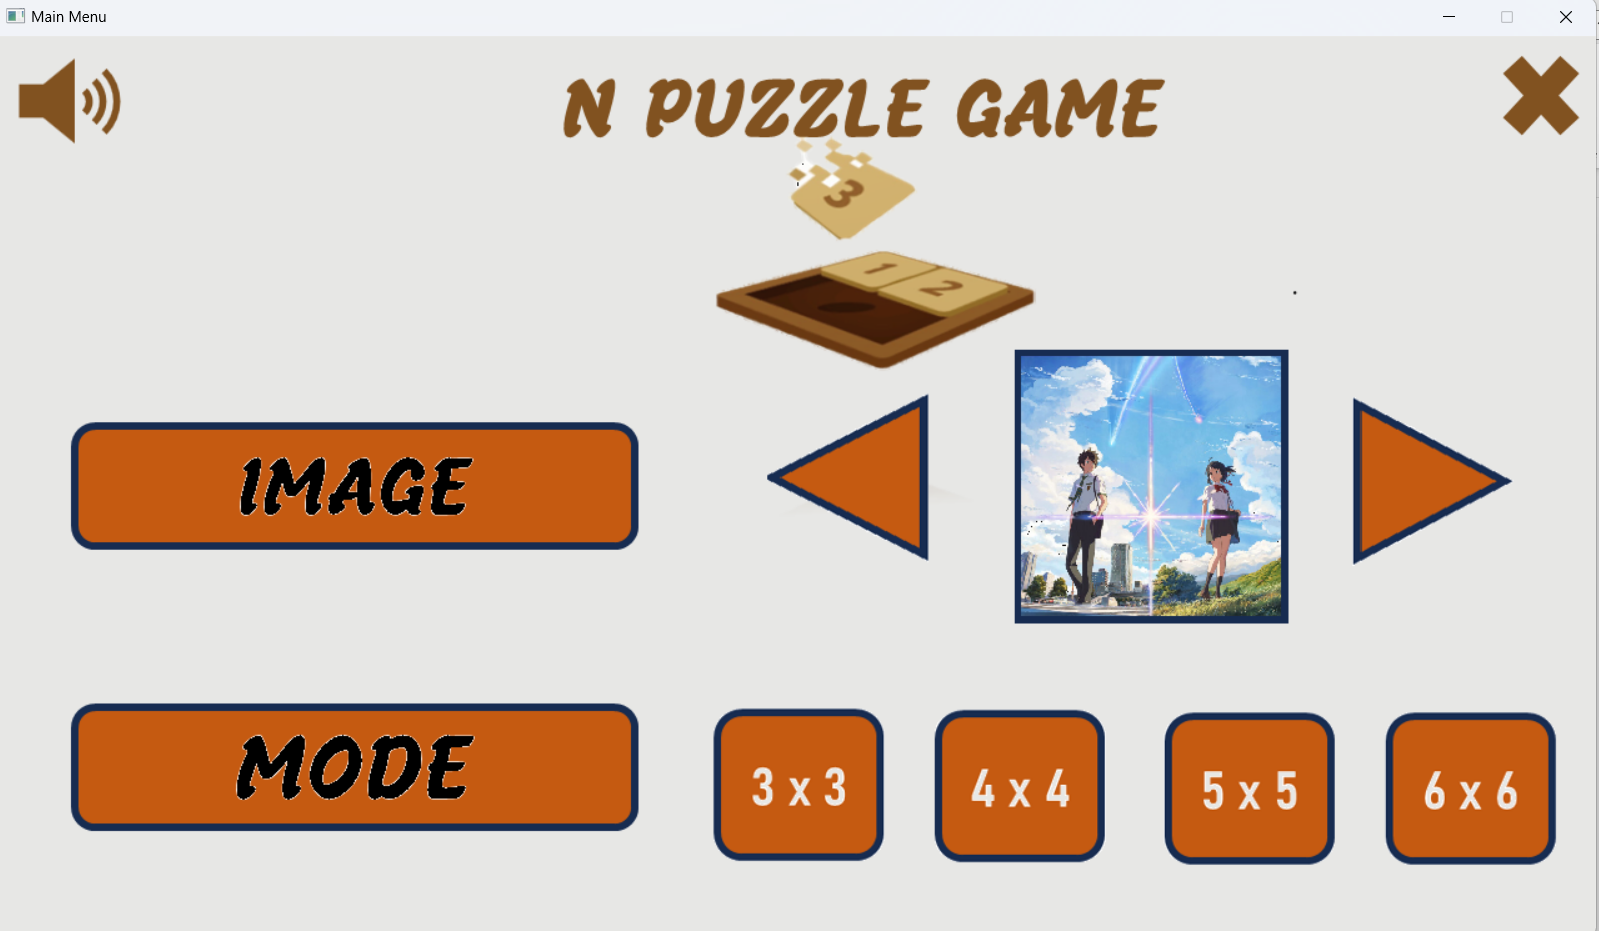 Main Menu
N PUZZLE GAME
3
1
2
IMAGE
MODE
3 x 3
4 x 4
5 x 5
6 x 6